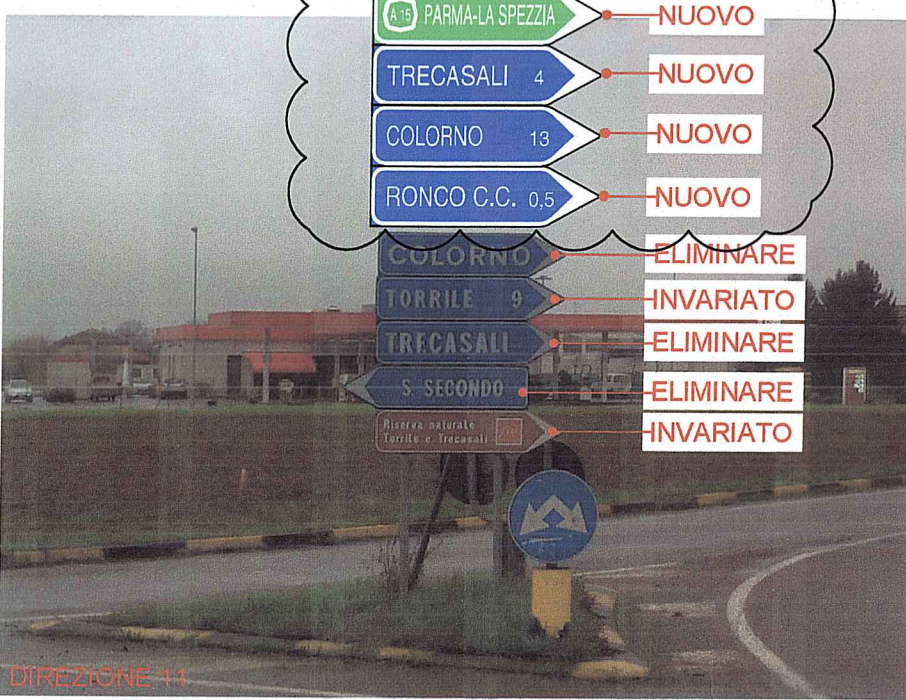 A 15 PARMA-LA SPEZZIA NUOVO
TRECASALI 4 NUOVO
COLORNO 13 NUOVO
RONCO C.C. 0,5 NUOVO
COLORNO ELIMINARE
TORRILE 9 INVARIATO
TRECASALI ELIMINARE
S. SECONDO ELIMINARE
Riserva naturale
Torrile e Trecasali INVARIATO
DIREZIONE 11